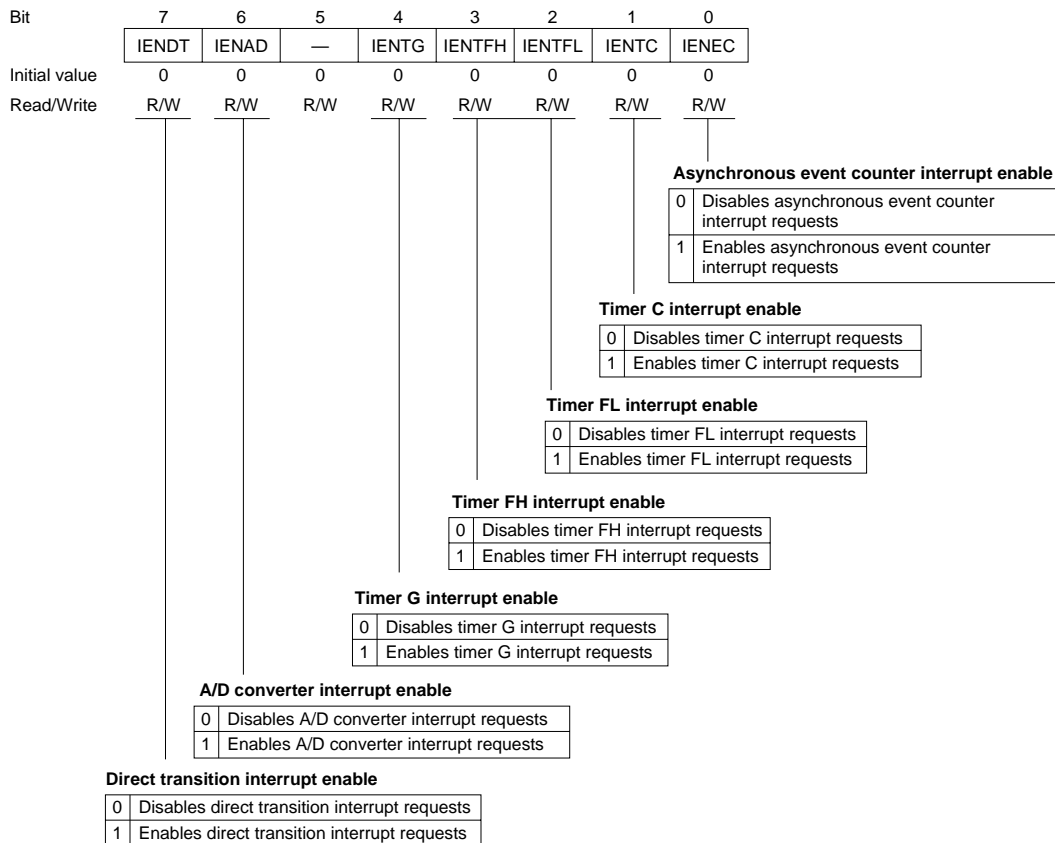 Bit 7 6 5 4 3 2 1 0
IENDT IENAD — IENTG IENTFH IENTFL IENTC IENEC
Initial value 0 0 0 0 0 0 0 0
Read/Write R/W R/W R/W R/W R/W R/W R/W R/W
Asynchronous event counter interrupt enable
0 Disables asynchronous event counter
interrupt requests
1 Enables asynchronous event counter
interrupt requests
Timer C interrupt enable
0 Disables timer C interrupt requests
1 Enables timer C interrupt requests
Timer FL interrupt enable
0 Disables timer FL interrupt requests
1 Enables timer FL interrupt requests
Timer FH interrupt enable
0 Disables timer FH interrupt requests
1 Enables timer FH interrupt requests
Timer G interrupt enable
0 Disables timer G interrupt requests
1 Enables timer G interrupt requests
A/D converter interrupt enable
0 Disables A/D converter interrupt requests
1 Enables A/D converter interrupt requests
Direct transition interrupt enable
0 Disables direct transition interrupt requests
1 Enables direct transition interrupt requests